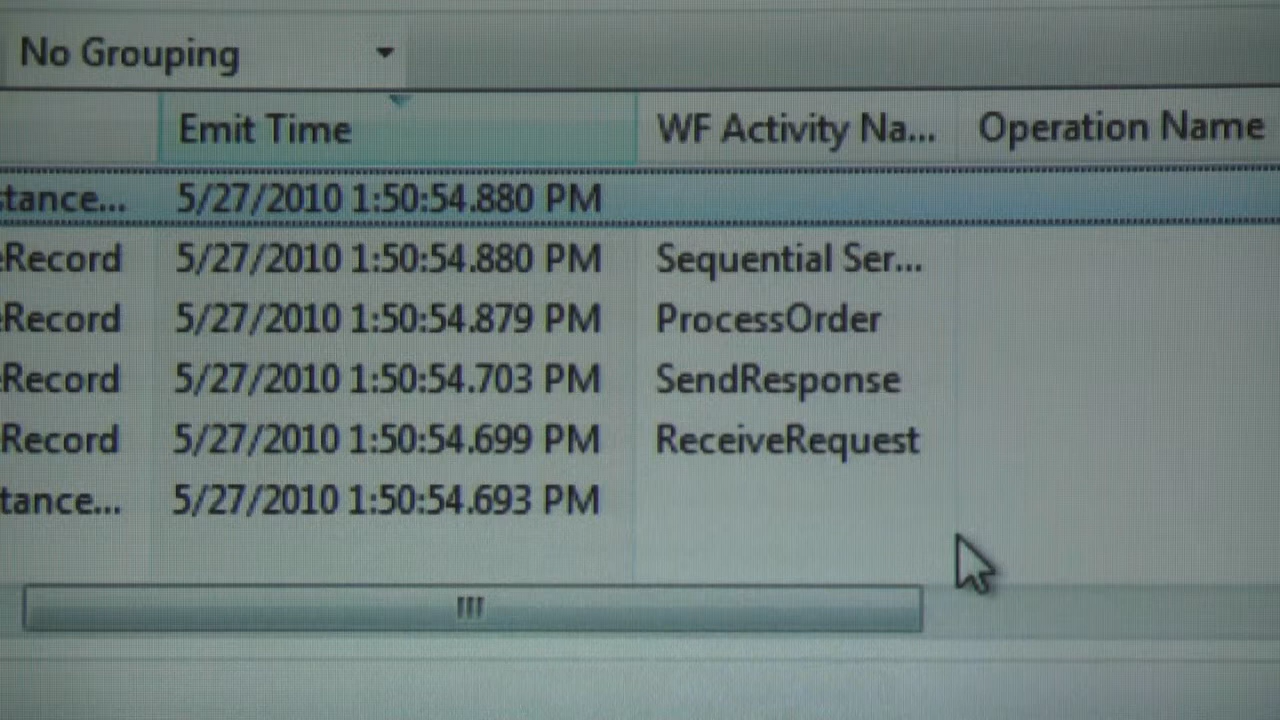 No Grouping
Emit Time WF Activity Na... Operation Name
tance... 5/27/2010 1:50:54.880 PM
eRecord 5/27/2010 1:50:54.880 PM Sequential Ser...
eRecord 5/27/2010 1:50:54.879 PM ProcessOrder
eRecord 5/27/2010 1:50:54.703 PM SendResponse
Record 5/27/2010 1:50:54.699 PM ReceiveRequest
tance... 5/27/2010 1:50:54.693 PM